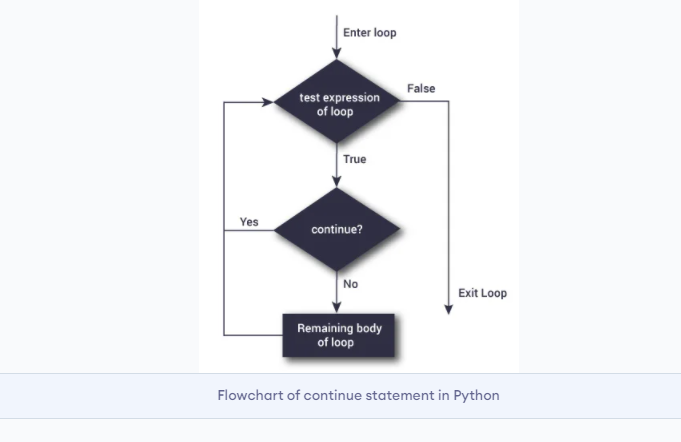 Enter loop
test expression
of loop
False
True
Yes
continue?
No
Exit Loop
Remaining body
of loop
Flowchart of continue statement in Python